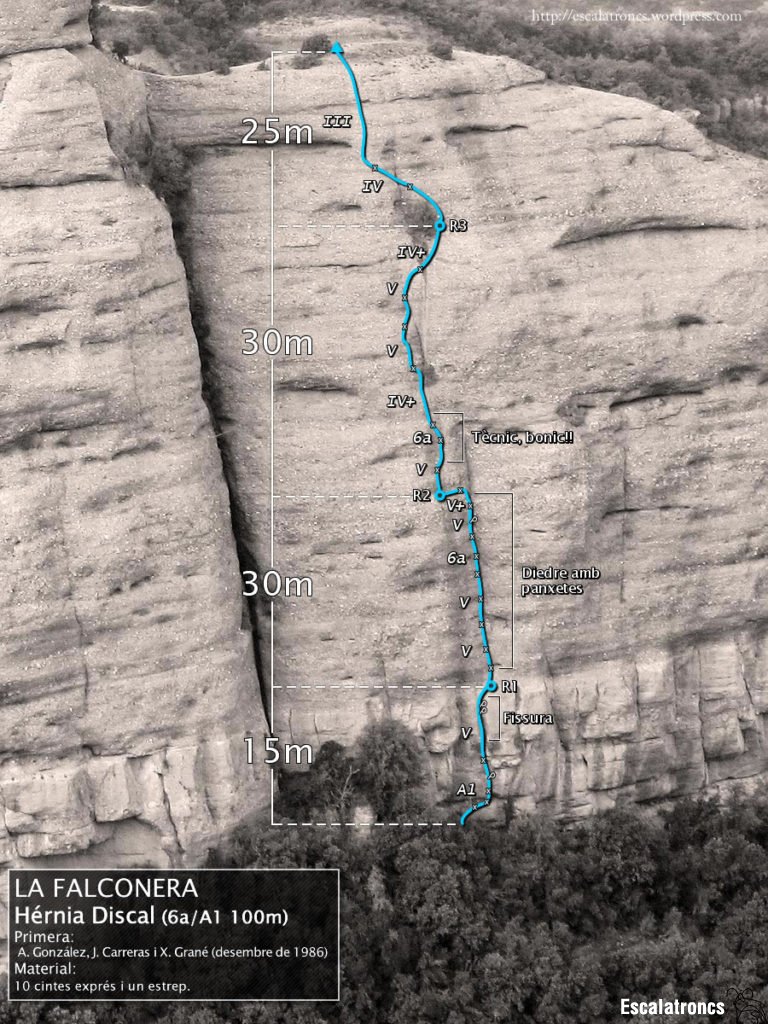 http://escalatroncs.wordpress.com
25m
III
IV
R3
IV+
V
30m
V
IV+
6a
Tècnic, bonic!!
V
R2
V+
V
6a
30m
Diedre amb
panxetes
V
V
R1
Fissura
V
15m
A1
LA FALCONERA
Hérnia Discal (6a/A1 100m)
Primera:
A. González, J. Carreras i X. Grané (desembre de 1986)
Material:
10 cintes exprés i un estrep.
Escalatroncs